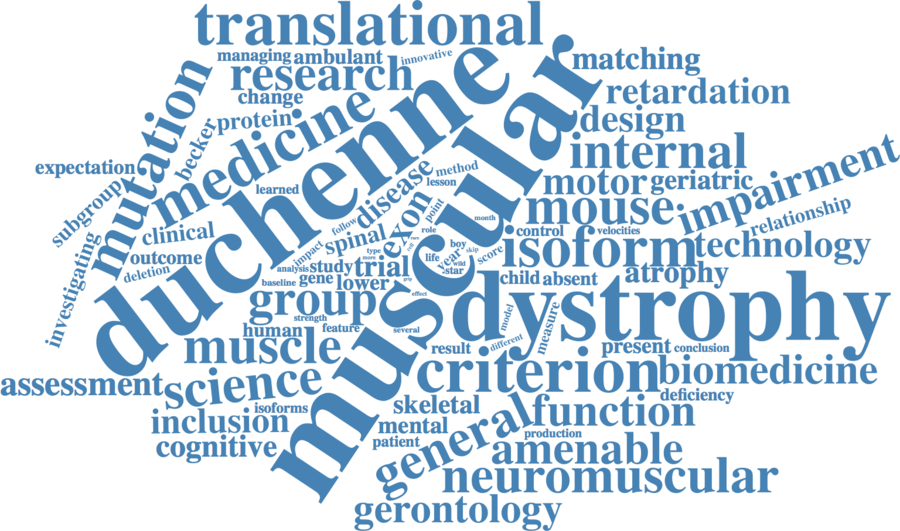 translational
managing
ambulant
innovative
matching
research
change
retardation
mutation
becker
protein
medicine
duchenne
muscular
design
expectation
internal
impairment
subgroup
learned
disease
method
lesson
motor
geriatric
mouse
relationship
investigating
clinical
outcome
deletion
follow
spinal
exon
point
month
role
control
velocities
isoform
technology
impact
type
more
boy
year
skip
score
life
wild
star
analysis
study
trial
baseline
gene
lower
child
absent
atrophy
group
strength
effect
dystrophy
human
feature
several
model
different
measure
muscle
result
present
conclusion
assessment
science
criterion
biomedicine
deficiency
inclusion
isoforms
skeletal
general
function
cognitive
mental
patient
production
amenable
neuromuscular
gerontology